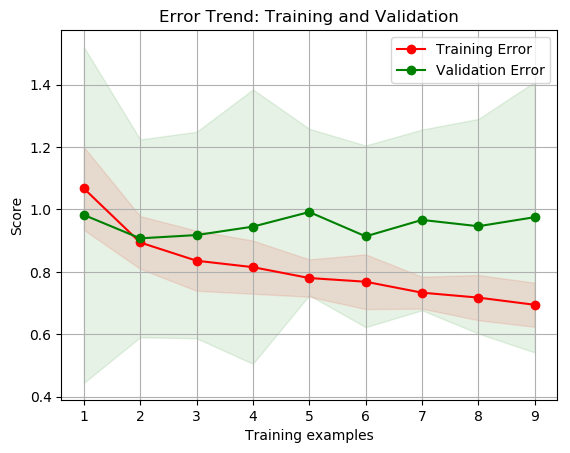 Error Trend: Training and Validation
Training Error
Validation Error
Score
1.4
1.2
1.0
0.8
0.6
0.4
1 2 3 4 5 6 7 8 9
Training examples